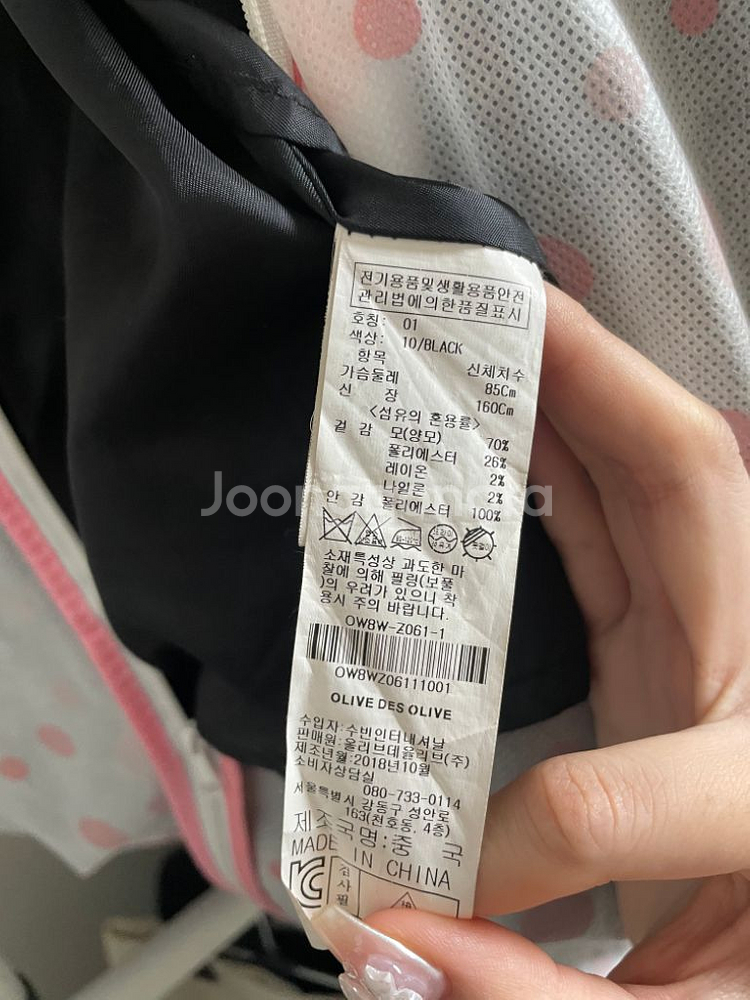 전기용품및생활용품안전
관리법에의한품질표시
호칭: 01
색상: 10/BLACK
항목 신체치수
가슴둘레 85Cm
신 장 160Cm
<섬유의 혼용률>
겉 감 모(양모) 70%
폴리에스터 26%
레이온 2%
나일론 2%
안 감 폴리에스터 100%
소재특성상 과도한 마
찰에 의해 필링(보풀
)의 우려가 있으니 착
용시 주의 바랍니다.
OW8W-Z061-1
OW8WZ06111001
OLIVE DES OLIVE
수입자:수빈인터내셔날
판매원:올리브데올리브(주)
제조년월:2018년10월
소비자상담실
080-733-0114
서울특별시 강동구 성안로
163(천호동, 4층)
제조국명:중 국
MADE IN CHINA
검사필